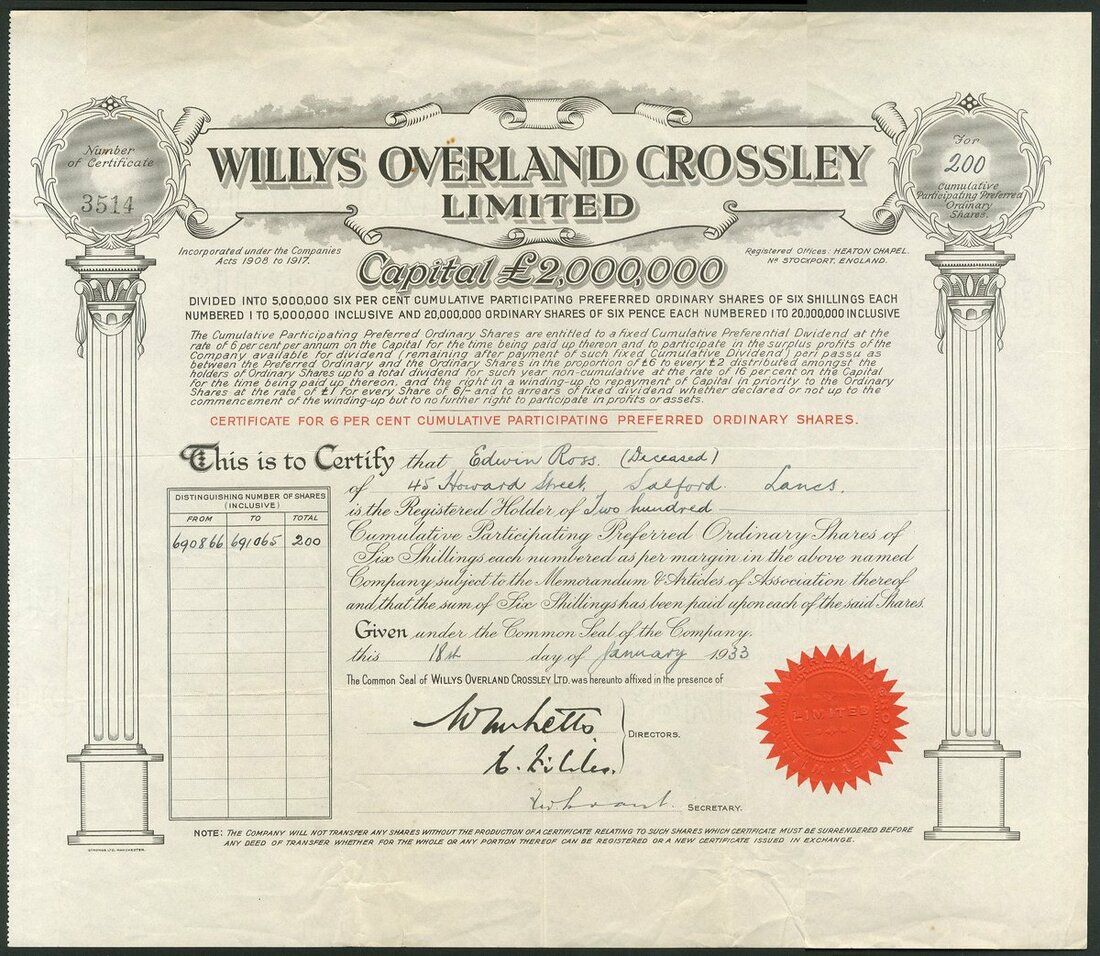 Number
of Certificate
3514
For
200
Cumulative
Participating Preferred
Ordinary
Shares.
WILLYS OVERLAND CROSSLEY
LIMITED
Incorporated under the Companies
Acts 1908 to 1917.
Registered Offices: HEATON CHAPEL.
NR STOCKPORT, ENGLAND.
Capital £2,000,000
DIVIDED INTO 5,000,000 SIX PER CENT CUMULATIVE PARTICIPATING PREFERRED ORDINARY SHARES OF SIX SHILLINGS EACH
NUMBERED 1 TO 5,000,000 INCLUSIVE AND 20,000,000 ORDINARY SHARES OF SIX PENCE EACH NUMBERED 1 TO 20,000,000 INCLUSIVE
The Cumulative Participating Preferred Ordinary Shares are entitled to a fixed Cumulative Preferential Dividend at the
rate of 6 per cent per annum on the Capital for the time being paid up thereon and to participate in the surplus profits of the
Company available for dividend (remaining after payment of such fixed Cumulative Dividend) pari passu as
between the Preferred Ordinary and the Ordinary Shares in the proportion of £6 to every £2 distributed amongst the
holders of Ordinary Shares up to a total dividend for such year non-cumulative at the rate of 16 per cent on the Capital
for the time being paid up thereon, and the right in a winding-up to repayment of Capital in priority to the Ordinary
Shares at the rate of £1 for every Share of 6/- and to arrears of fixed dividend whether declared or not up to the
commencement of the winding-up but to no further right to participate in profits or assets.
CERTIFICATE FOR 6 PER CENT CUMULATIVE PARTICIPATING PREFERRED ORDINARY SHARES.
This is to Certify that Edwin Ross. (Deceased)
of 45 Howard Street, Salford. Lancs.
is the Registered Holder of Two hundred
Cumulative Participating Preferred Ordinary Shares of
Six Shillings each numbered as per margin in the above named
Company subject to the Memorandum & Articles of Association thereof
and that the sum of Six Shillings has been paid upon each of the said Shares.
DISTINGUISHING NUMBER OF SHARES
(INCLUSIVE)
FROM TO TOTAL
690866 691065 200
Given under the Common Seal of the Company.
this 18th day of January 1933
The Common Seal of WILLYS OVERLAND CROSSLEY LTD. was hereunto affixed in the presence of
DIRECTORS.
SECRETARY.
LIMITED
NOTE: THE COMPANY WILL NOT TRANSFER ANY SHARES WITHOUT THE PRODUCTION OF A CERTIFICATE RELATING TO SUCH SHARES WHICH CERTIFICATE MUST BE SURRENDERED BEFORE
ANY DEED OF TRANSFER WHETHER FOR THE WHOLE OR ANY PORTION THEREOF CAN BE REGISTERED OR A NEW CERTIFICATE ISSUED IN EXCHANGE.